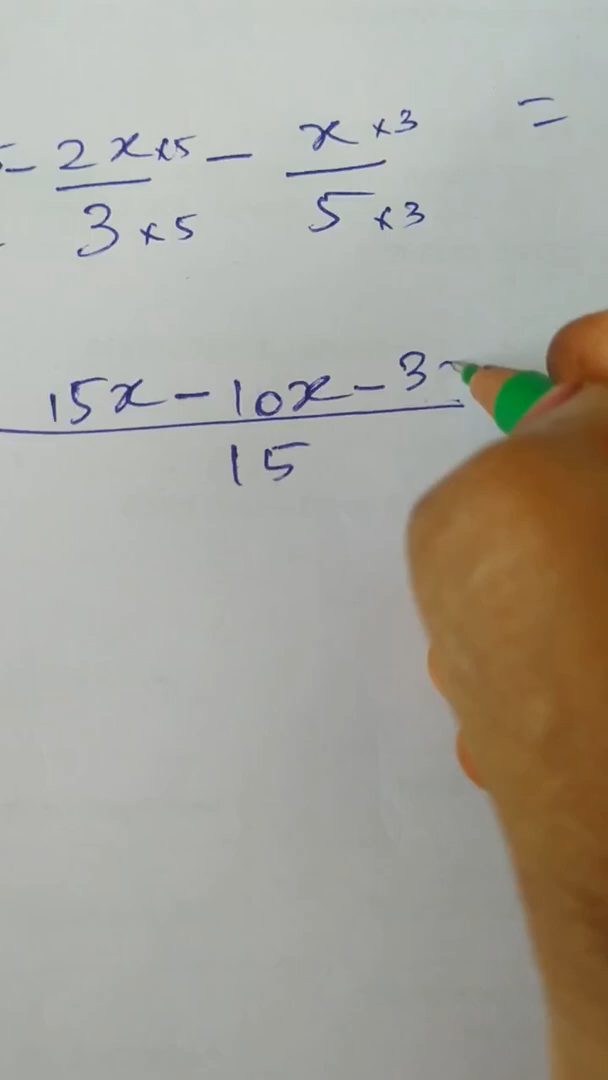 - 2x×5 - x×3 =
3×5 5×3
15x - 10x - 3
15